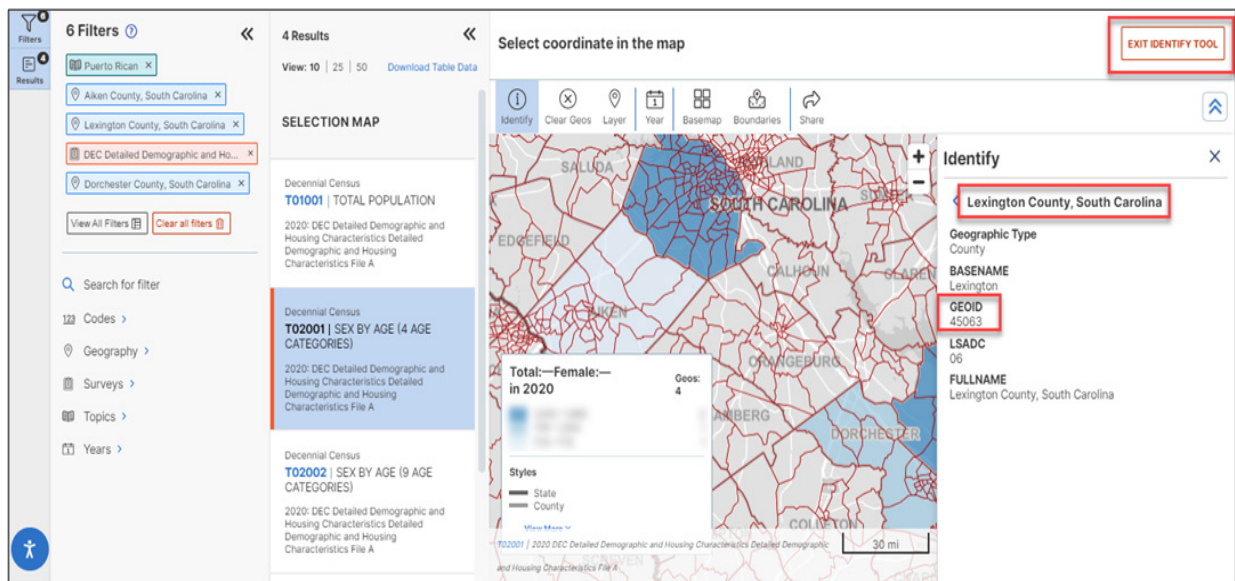 6
Filters
4
Results
6 Filters
Puerto Rican ×
Aiken County, South Carolina ×
Lexington County, South Carolina ×
DEC Detailed Demographic and Ho... ×
Dorchester County, South Carolina ×
View All Filters
Clear all filters
Search for filter
123 Codes >
Geography >
Surveys >
Topics >
Years >
4 Results
View: 10 | 25 | 50 Download Table Data
SELECTION MAP
Decennial Census
T01001 | TOTAL POPULATION
2020: DEC Detailed Demographic and
Housing Characteristics Detailed
Demographic and Housing
Characteristics File A
Decennial Census
T02001 | SEX BY AGE (4 AGE
CATEGORIES)
2020: DEC Detailed Demographic and
Housing Characteristics Detailed
Demographic and Housing
Characteristics File A
Decennial Census
T02002 | SEX BY AGE (9 AGE
CATEGORIES)
2020: DEC Detailed Demographic and
Housing Characteristics Detailed
Demographic and Housing
Characteristics File A
Select coordinate in the map
EXIT IDENTIFY TOOL
Identify
Clear Geos
Layer
Year
Basemap
Boundaries
Share
SALUDA
SOUTH CAROLINA
EDGEFIELD
CALHOUN
AIKEN
ORANGEBURG
DORCHESTER
COLLETON
Total:—Female:—
in 2020
Geos:
4
Styles
State
County
View More
30 mi
T02001 | 2020 DEC Detailed Demographic and Housing Characteristics Detailed Demographic
and Housing Characteristics File A
Identify
Lexington County, South Carolina
Geographic Type
County
BASENAME
Lexington
GEOID
45063
LSADC
06
FULLNAME
Lexington County, South Carolina